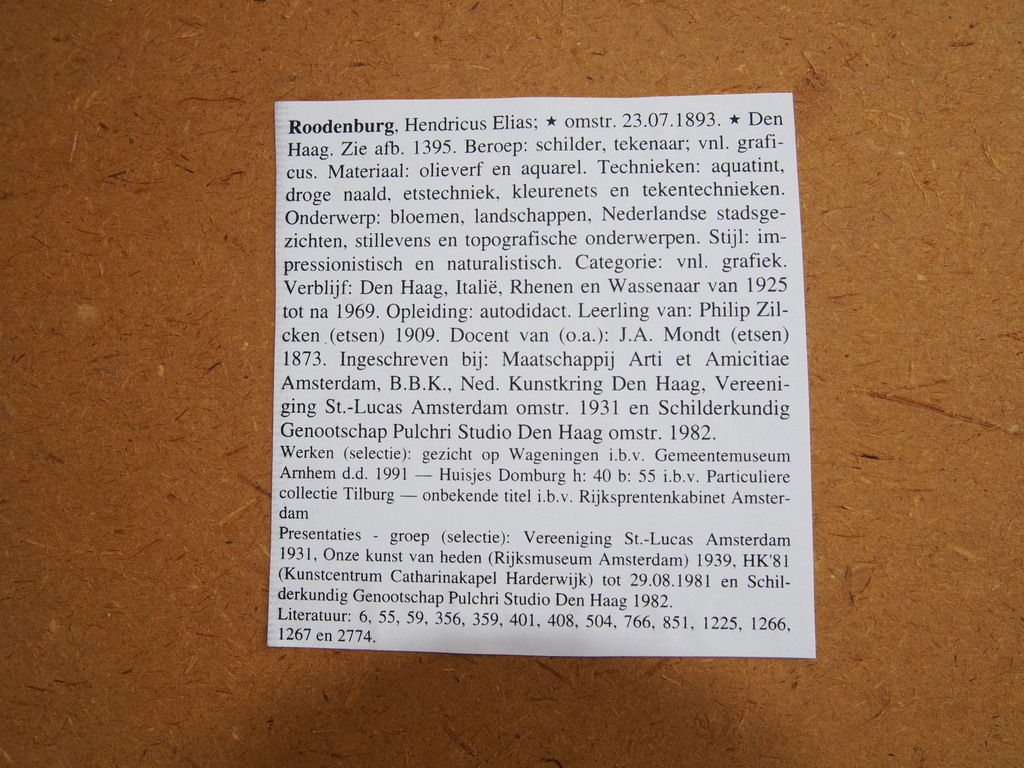 Roodenburg, Hendricus Elias; ★ omstr. 23.07.1893. ★ Den
Haag. Zie afb. 1395. Beroep: schilder, tekenaar; vnl. grafi-
cus. Materiaal: olieverf en aquarel. Technieken: aquatint,
droge naald, etstechniek, kleurenets en tekentechnieken.
Onderwerp: bloemen, landschappen, Nederlandse stadsge-
zichten, stillevens en topografische onderwerpen. Stijl: im-
pressionistisch en naturalistisch. Categorie: vnl. grafiek.
Verblijf: Den Haag, Italië, Rhenen en Wassenaar van 1925
tot na 1969. Opleiding: autodidact. Leerling van: Philip Zil-
cken (etsen) 1909. Docent van (o.a.): J.A. Mondt (etsen)
1873. Ingeschreven bij: Maatschappij Arti et Amicitiae
Amsterdam, B.B.K., Ned. Kunstkring Den Haag, Vereeni-
ging St.-Lucas Amsterdam omstr. 1931 en Schilderkundig
Genootschap Pulchri Studio Den Haag omstr. 1982.
Werken (selectie): gezicht op Wageningen i.b.v. Gemeentemuseum
Arnhem d.d. 1991 — Huisjes Domburg h: 40 b: 55 i.b.v. Particuliere
collectie Tilburg — onbekende titel i.b.v. Rijksprentenkabinet Amster-
dam
Presentaties - groep (selectie): Vereeniging St.-Lucas Amsterdam
1931, Onze kunst van heden (Rijksmuseum Amsterdam) 1939, HK'81
(Kunstcentrum Catharinakapel Harderwijk) tot 29.08.1981 en Schil-
derkundig Genootschap Pulchri Studio Den Haag 1982.
Literatuur: 6, 55, 59, 356, 359, 401, 408, 504, 766, 851, 1225, 1266,
1267 en 2774.